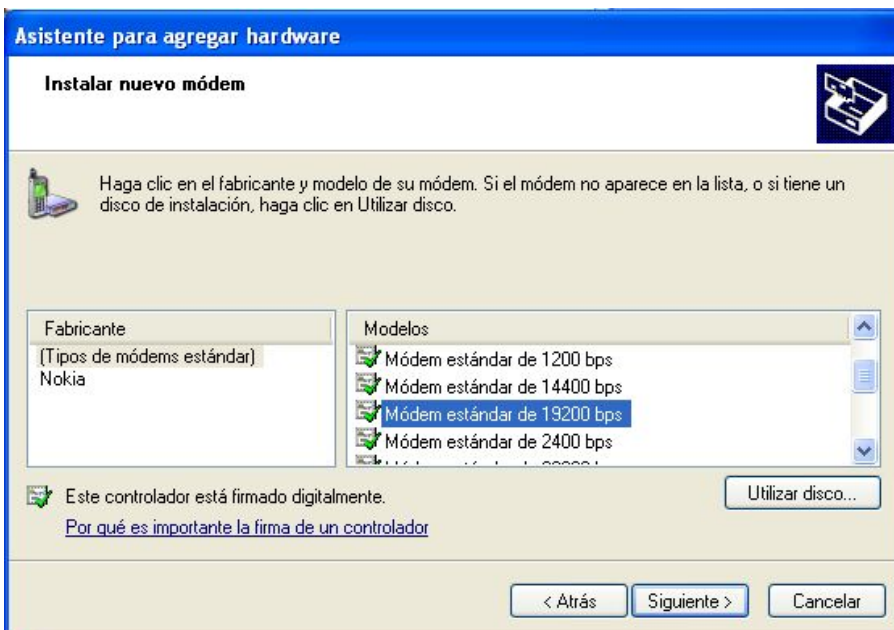 Asistente para agregar hardware
Instalar nuevo módem
Haga clic en el fabricante y modelo de su módem. Si el módem no aparece en la lista, o si tiene un
disco de instalación, haga clic en Utilizar disco.
Fabricante
(Tipos de módems estándar)
Nokia
Modelos
Módem estándar de 1200 bps
Módem estándar de 14400 bps
Módem estándar de 19200 bps
Módem estándar de 2400 bps
Este controlador está firmado digitalmente.
Por qué es importante la firma de un controlador
Utilizar disco...
< Atrás
Siguiente >
Cancelar